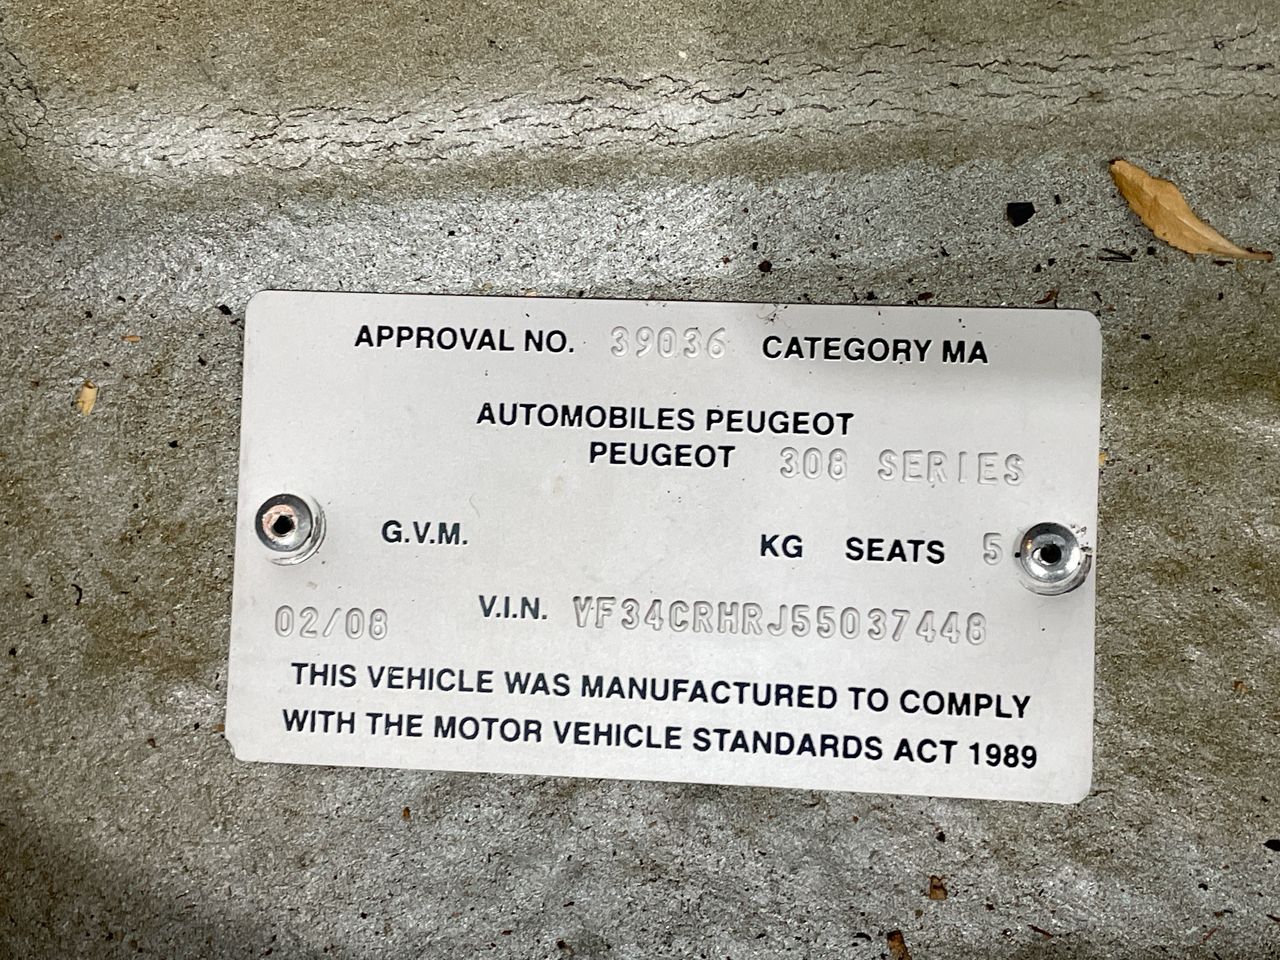 APPROVAL NO. 39036 CATEGORY MA
AUTOMOBILES PEUGEOT
PEUGEOT 308 SERIES
G.V.M. KG SEATS 5
02/08 V.I.N. VF34CRHRJ55037448
THIS VEHICLE WAS MANUFACTURED TO COMPLY
WITH THE MOTOR VEHICLE STANDARDS ACT 1989